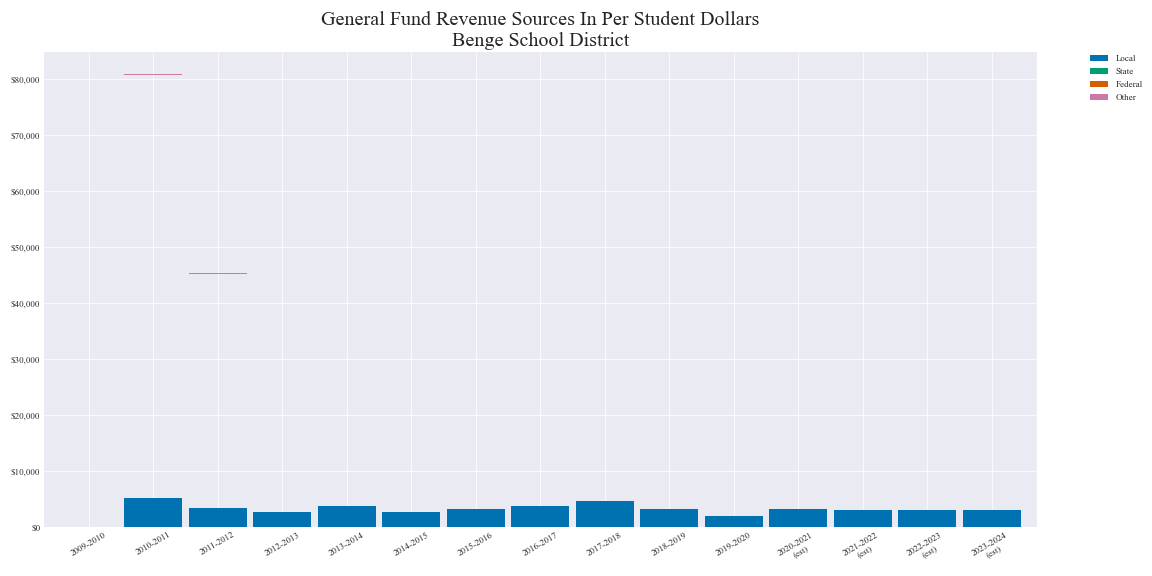 General Fund Revenue Sources In Per Student Dollars
Benge School District
Local
State
Federal
Other
$80,000
$70,000
$60,000
$50,000
$40,000
$30,000
$20,000
$10,000
$0
2009-2010
2010-2011
2011-2012
2012-2013
2013-2014
2014-2015
2015-2016
2016-2017
2017-2018
2018-2019
2019-2020
2020-2021
(est)
2021-2022
(est)
2022-2023
(est)
2023-2024
(est)